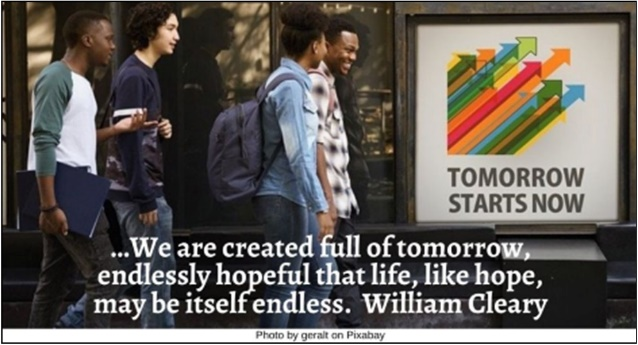 TOMORROW
STARTS NOW
...We are created full of tomorrow,
endlessly hopeful that life, like hope,
may be itself endless. William Cleary
Photo by geralt on Pixabay